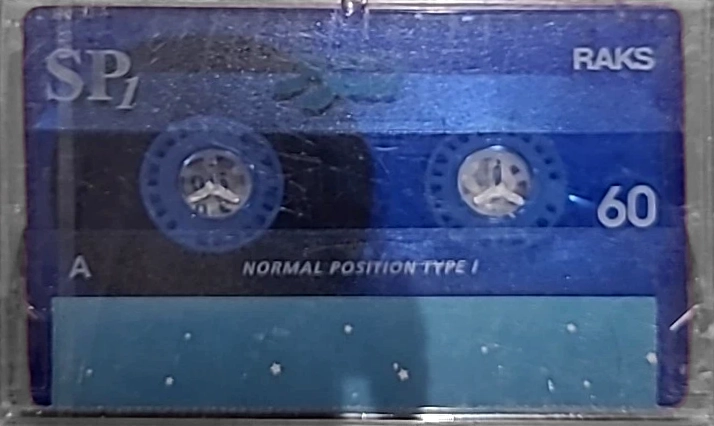 SP1
RAKS
60
A
NORMAL POSITION TYPE I